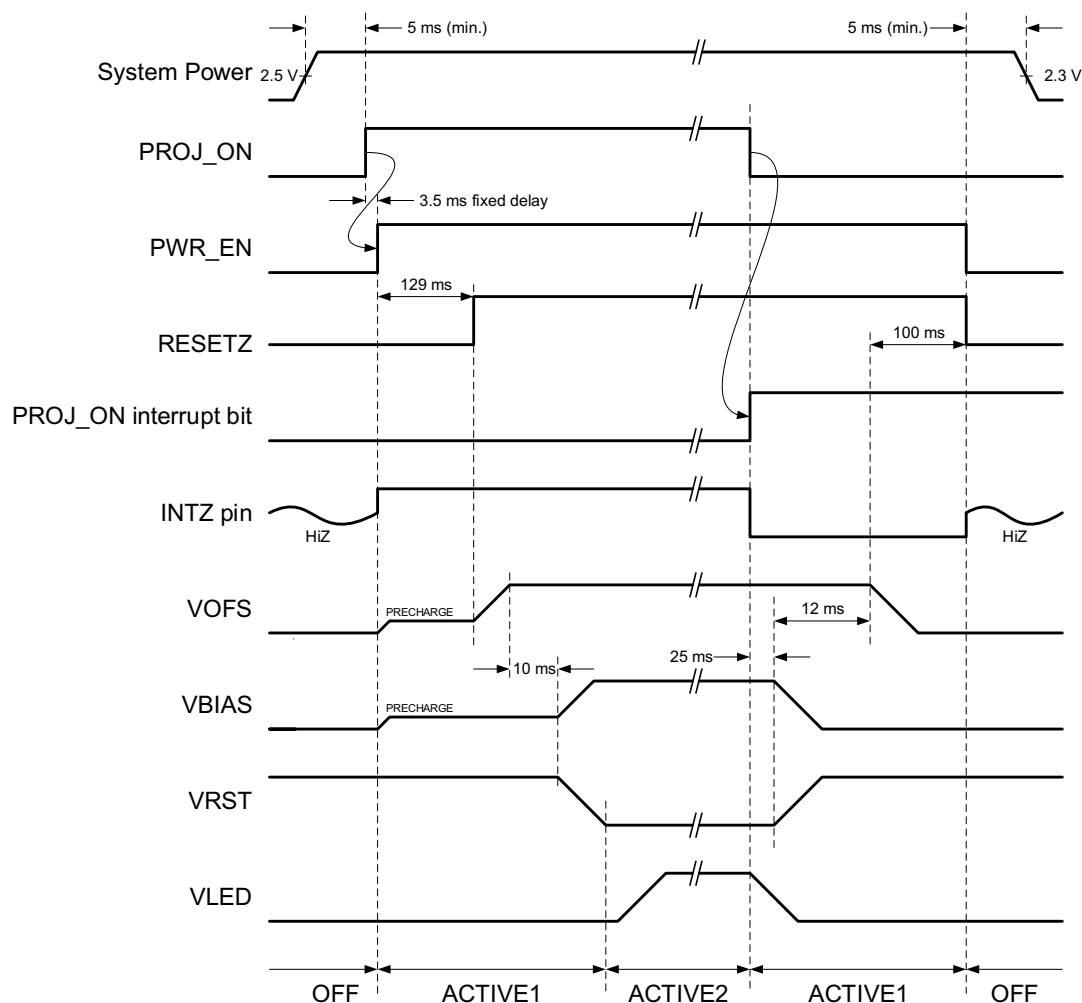 5 ms (min.)
5 ms (min.)
System Power
2.5 V
2.3 V
PROJ_ON
3.5 ms fixed delay
PWR_EN
129 ms
RESETZ
100 ms
PROJ_ON interrupt bit
INTZ pin
HiZ
HiZ
VOFS
PRECHARGE
12 ms
10 ms
25 ms
VBIAS
PRECHARGE
VRST
VLED
OFF
ACTIVE1
ACTIVE2
ACTIVE1
OFF